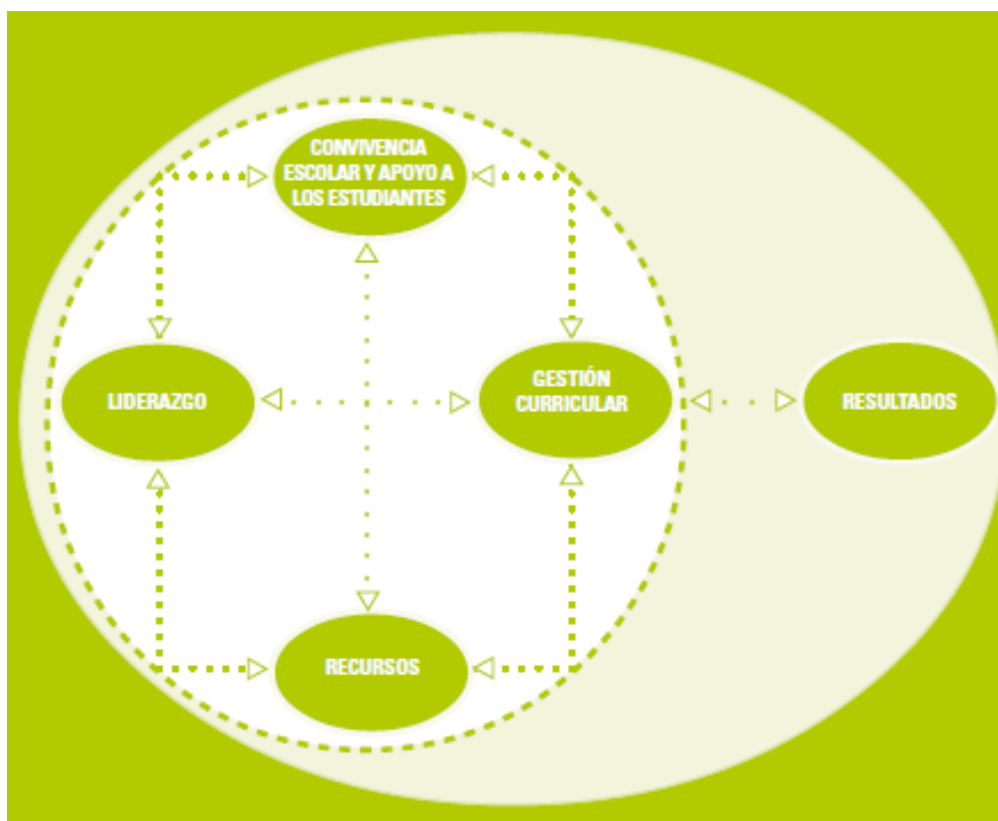 CONVIVENCIA
ESCOLAR Y APOYO A
LOS ESTUDIANTES
LIDERAZGO
GESTIÓN
CURRICULAR
RESULTADOS
RECURSOS